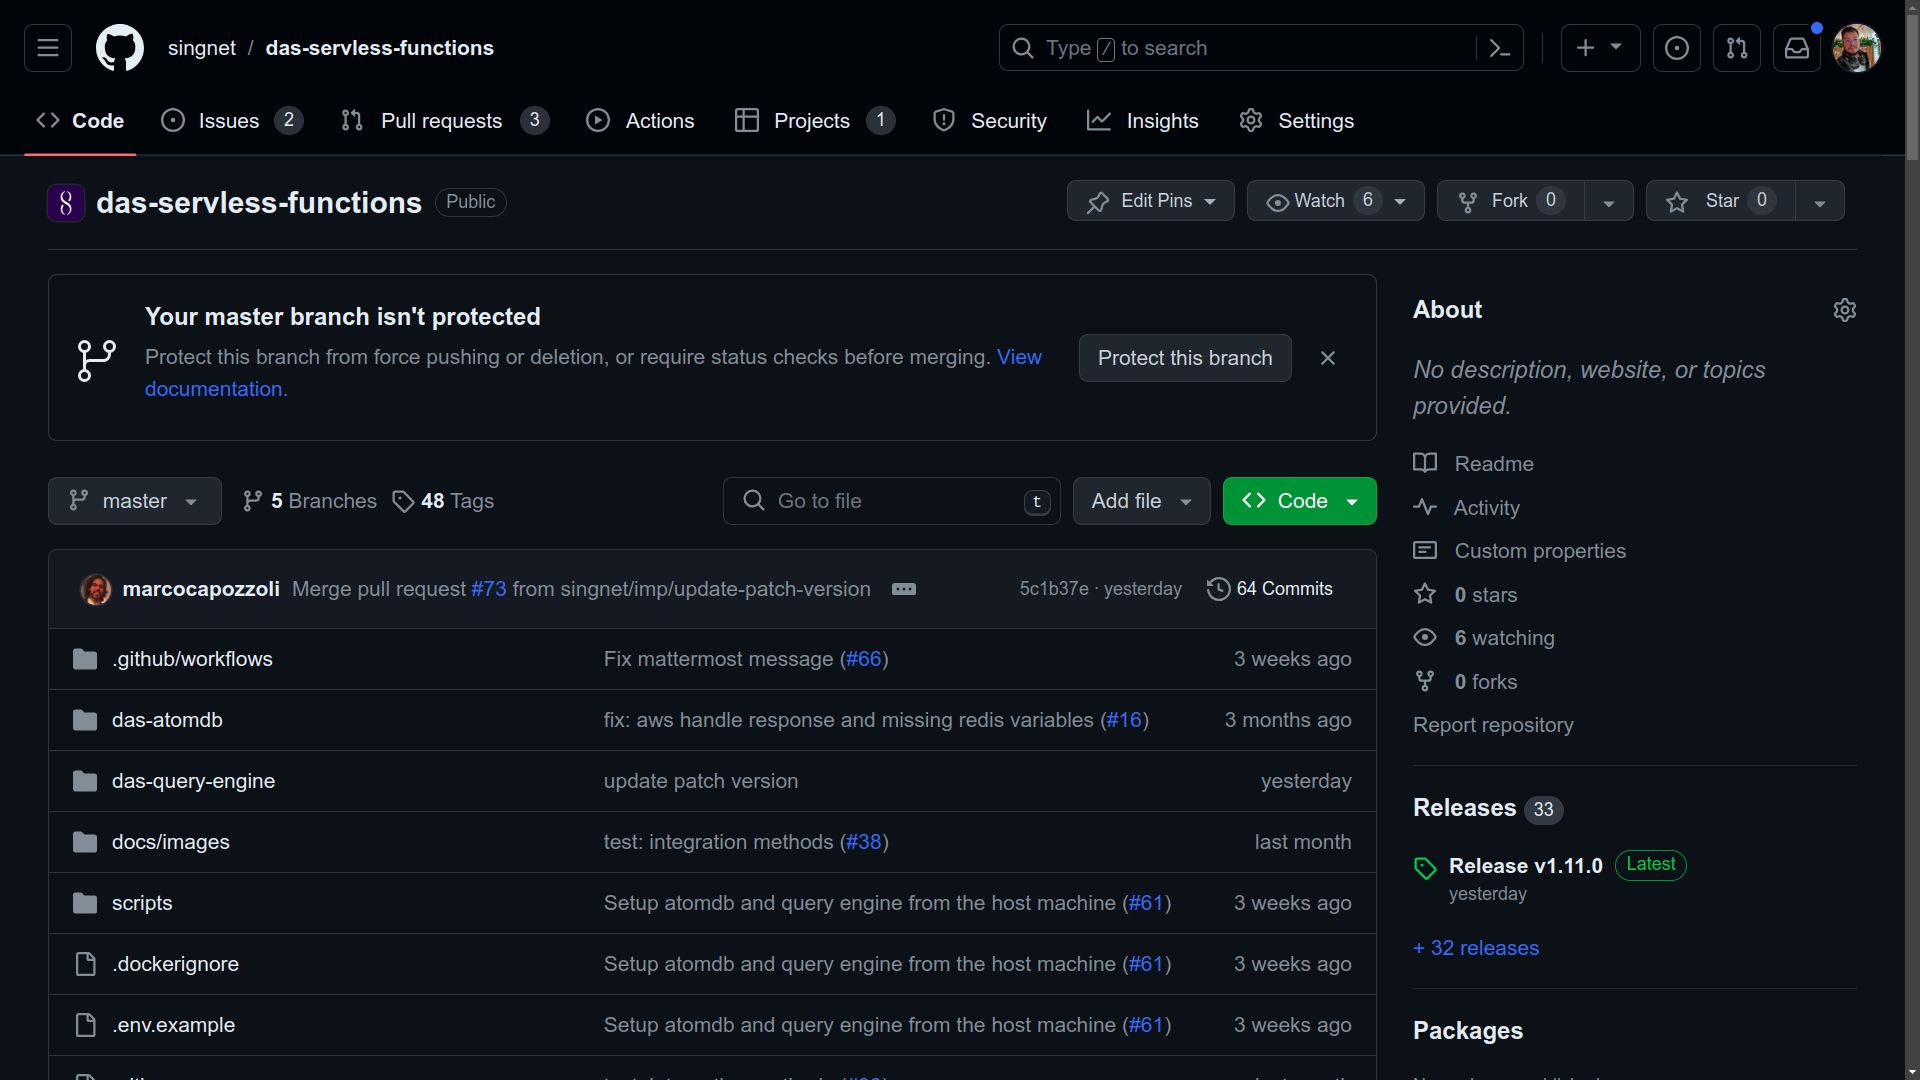 singnet / das-servless-functions
Type / to search
Code
Issues 2
Pull requests 3
Actions
Projects 1
Security
Insights
Settings
das-servless-functions Public
Edit Pins
Watch 6
Fork 0
Star 0
Your master branch isn't protected
Protect this branch from force pushing or deletion, or require status checks before merging. View
documentation.
Protect this branch
master
5 Branches
48 Tags
Go to file t
Add file
Code
marcocapozzoli Merge pull request #73 from singnet/imp/update-patch-version
5c1b37e · yesterday
64 Commits
.github/workflows Fix mattermost message (#66) 3 weeks ago
das-atomdb fix: aws handle response and missing redis variables (#16) 3 months ago
das-query-engine update patch version yesterday
docs/images test: integration methods (#38) last month
scripts Setup atomdb and query engine from the host machine (#61) 3 weeks ago
.dockerignore Setup atomdb and query engine from the host machine (#61) 3 weeks ago
.env.example Setup atomdb and query engine from the host machine (#61) 3 weeks ago
About
No description, website, or topics
provided.
Readme
Activity
Custom properties
0 stars
6 watching
0 forks
Report repository
Releases 33
Release v1.11.0 Latest
yesterday
+ 32 releases
Packages